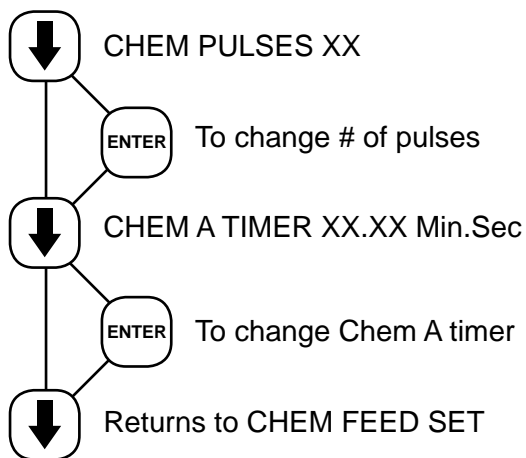 CHEM PULSES XX
ENTER To change # of pulses
CHEM A TIMER XX.XX Min.Sec
ENTER To change Chem A timer
Returns to CHEM FEED SET